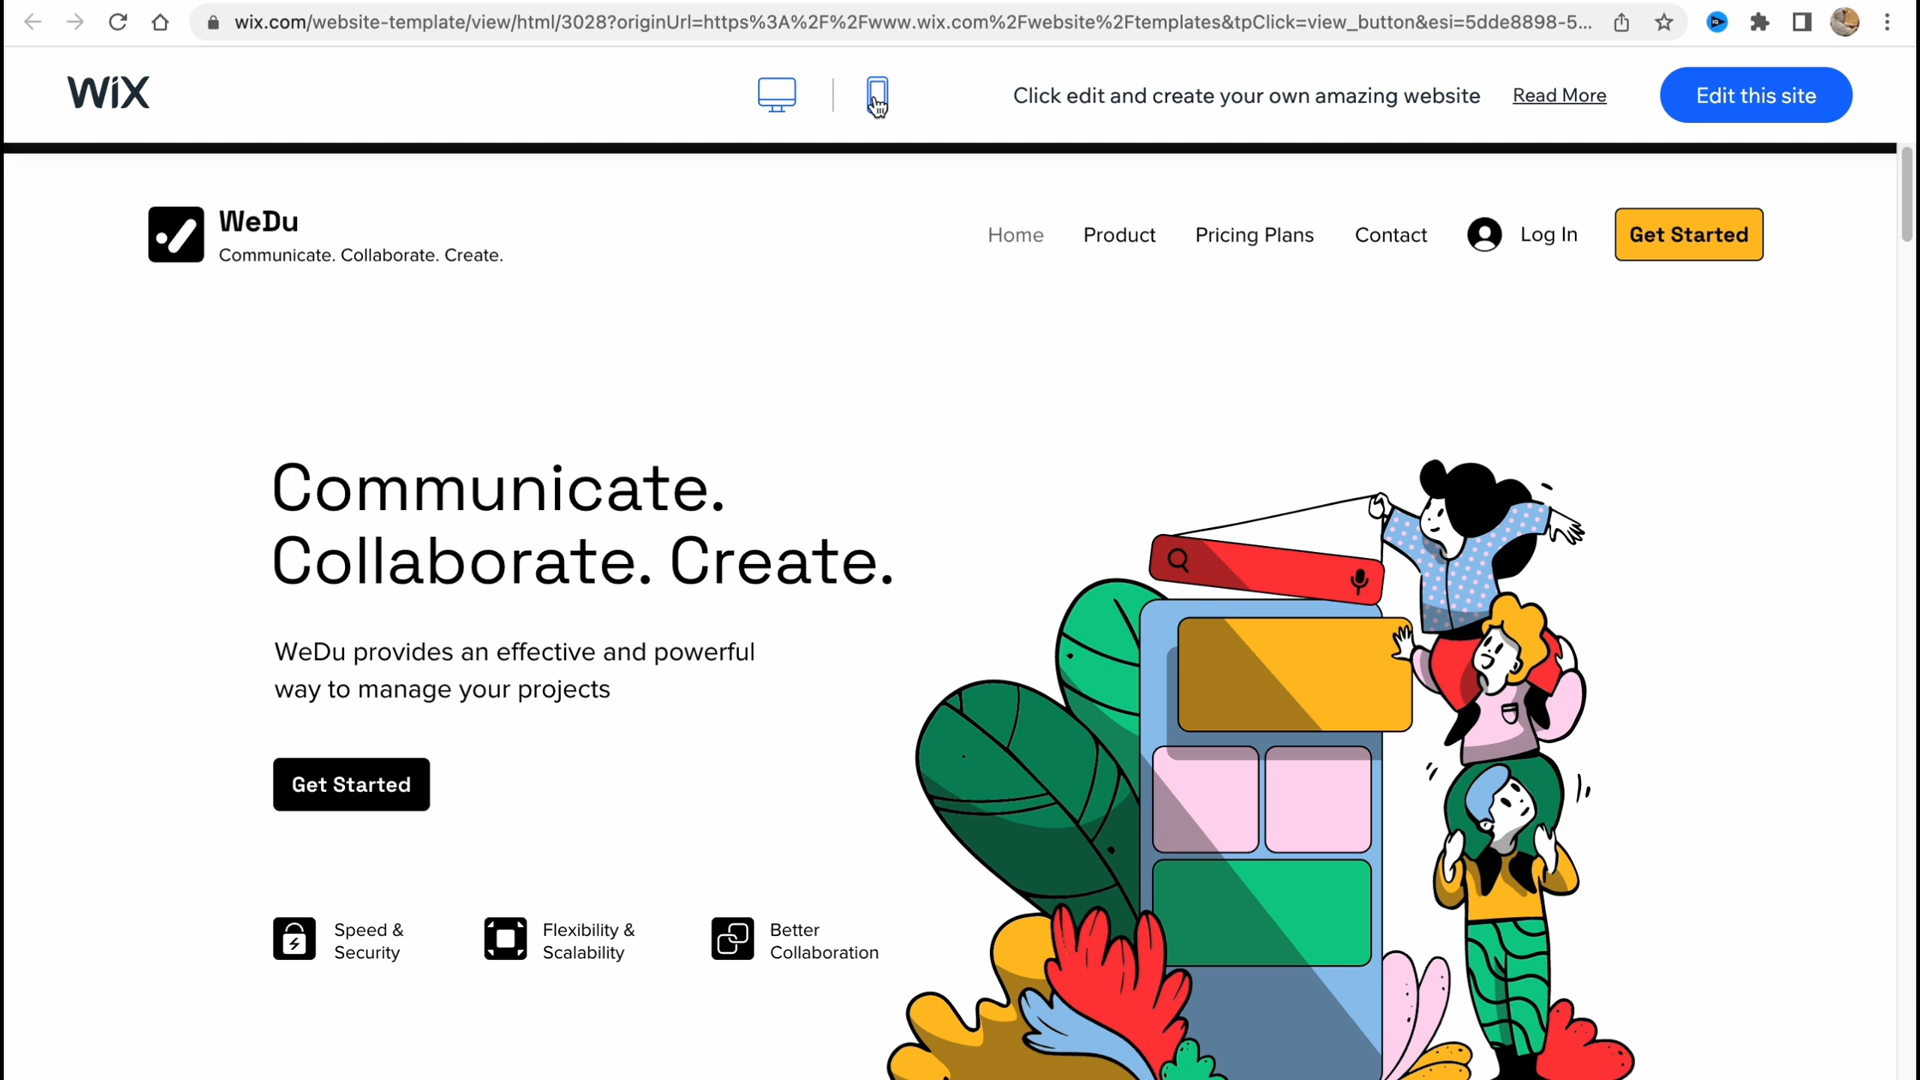 wix.com/website-template/view/html/3028?originUrl=https%3A%2F%2Fwww.wix.com%2Fwebsite%2Ftemplates&tpClick=view_button&esi=5dde8898-5...
WiX
Click edit and create your own amazing website
Read More
Edit this site
WeDu
Communicate. Collaborate. Create.
Home
Product
Pricing Plans
Contact
Log In
Get Started
Communicate.
Collaborate. Create.
WeDu provides an effective and powerful
way to manage your projects
Get Started
Speed &
Security
Flexibility &
Scalability
Better
Collaboration